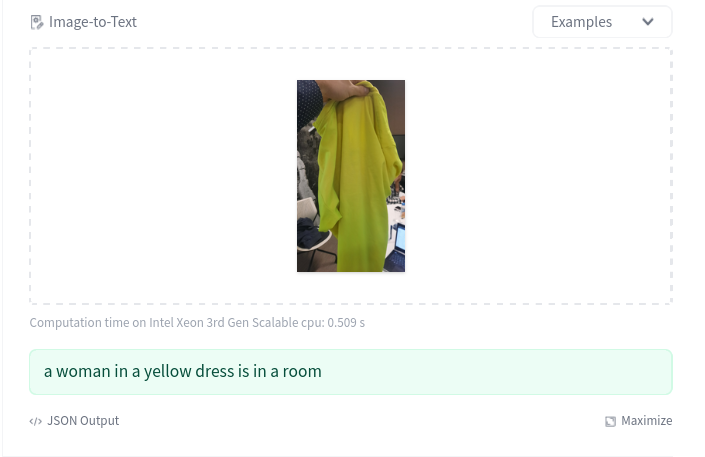 Image-to-Text
Examples
Computation time on Intel Xeon 3rd Gen Scalable cpu: 0.509 s
a woman in a yellow dress is in a room
</> JSON Output
Maximize